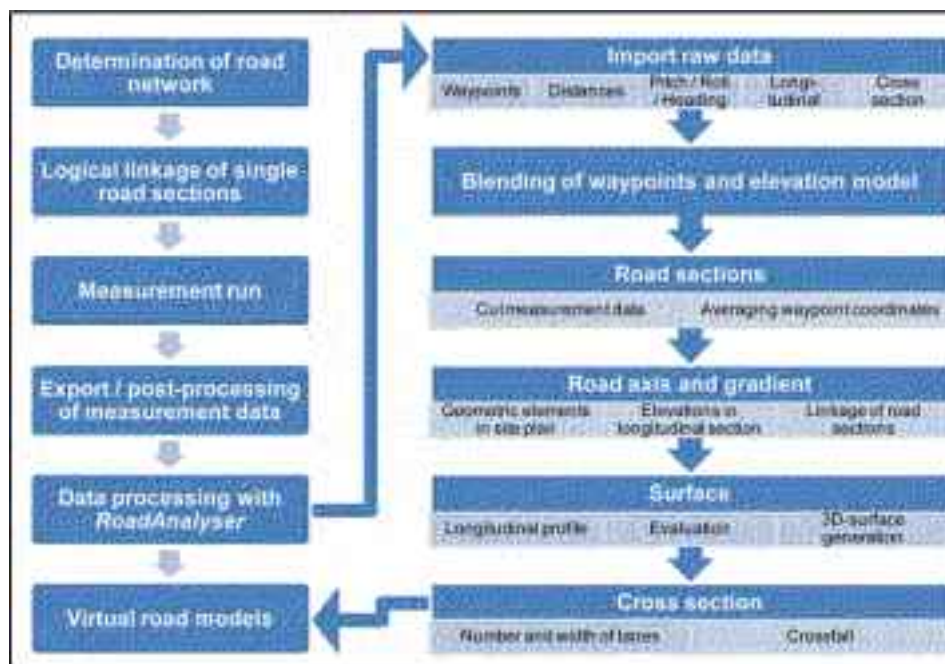 Determination of road
network
Logical linkage of single
road sections
Measurement run
Export / post-processing
of measurement data
Data processing with
RoadAnalyser
Virtual road models
Import raw data
Waypoints
Distances
Pitch / Roll
/ Heading
Longi-
tudinal
Cross
section
Blending of waypoints and elevation model
Road sections
Cut measurement data
Averaging waypoint coordinates
Road axis and gradient
Geometric elements
in site plan
Elevations in
longitudinal section
Linkage of road
sections
Surface
Longitudinal profile
Evaluation
3D-surface
generation
Cross section
Number and width of lanes
Crossfall